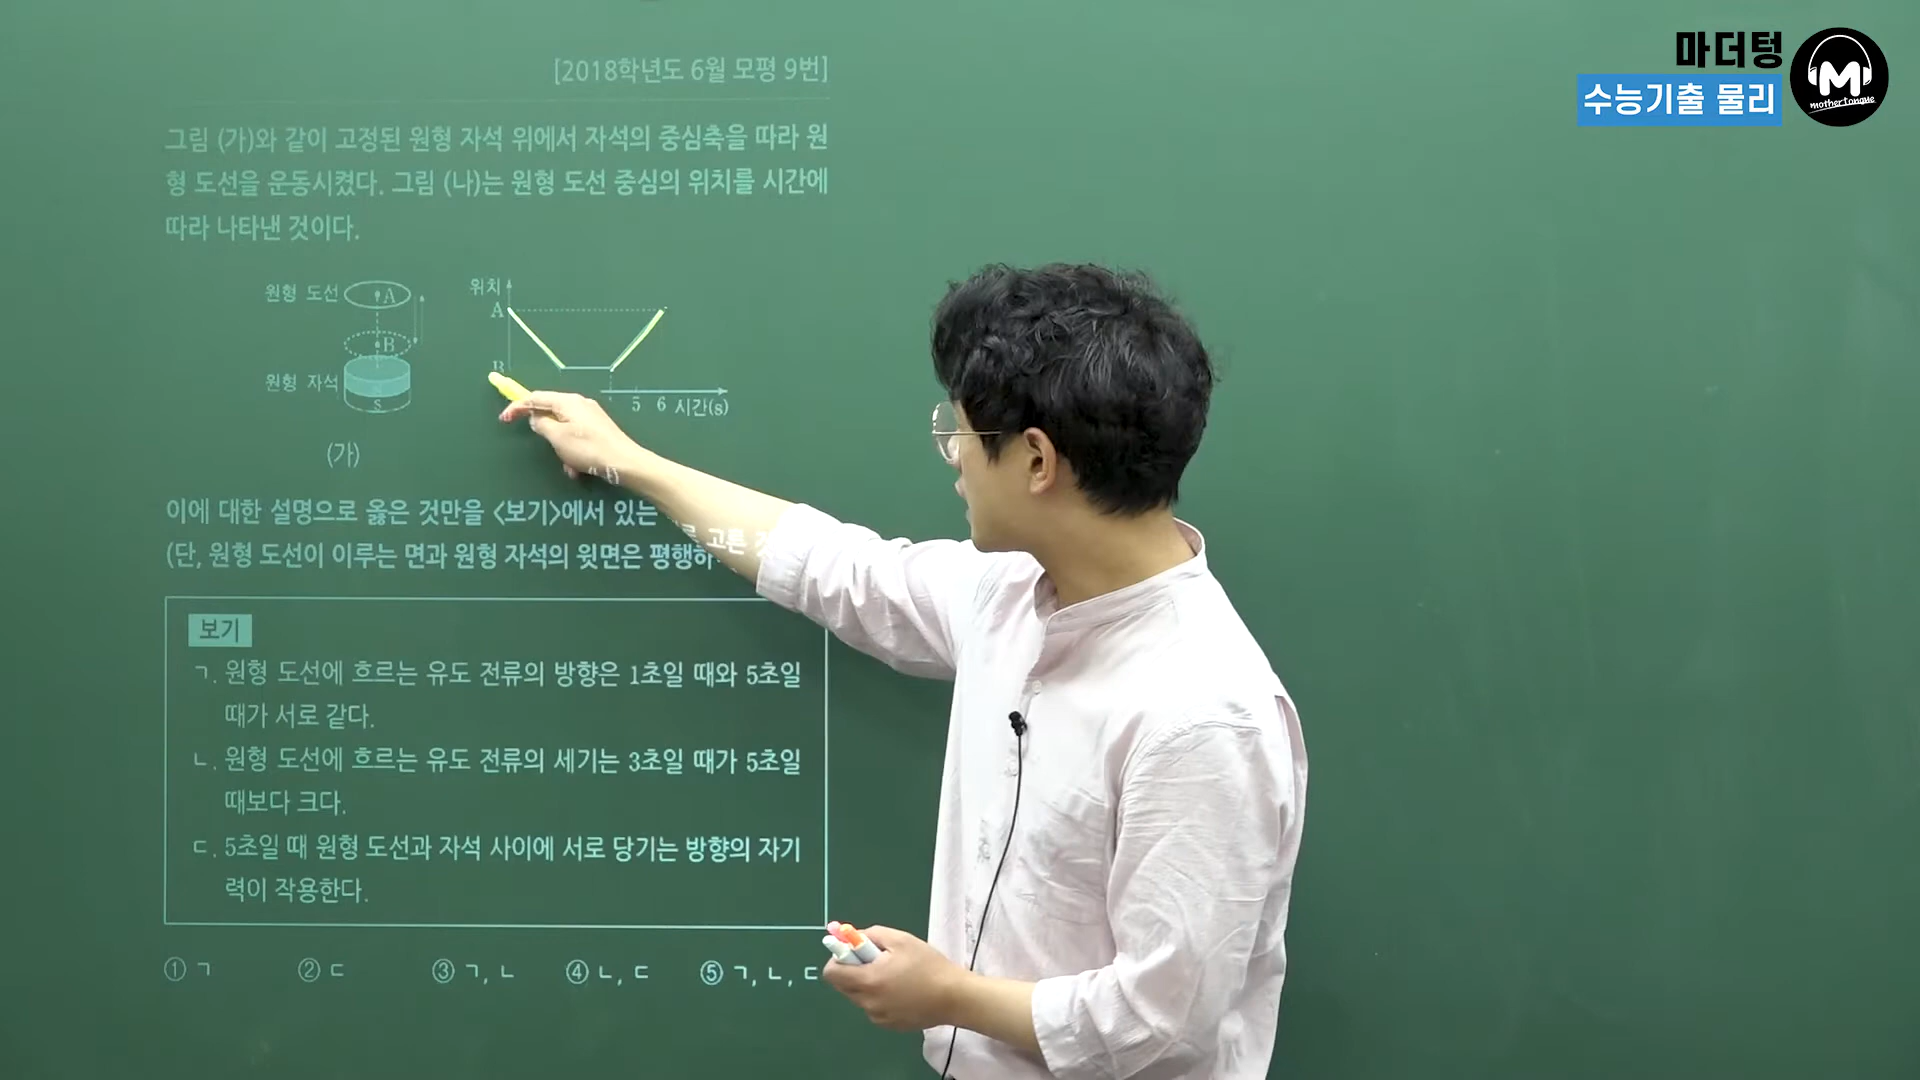 마더텅
수능기출 물리
mothertongue
[2018학년도 6월 모평 9번]
그림 (가)와 같이 고정된 원형 자석 위에서 자석의 중심축을 따라 원
형 도선을 운동시켰다. 그림 (나)는 원형 도선 중심의 위치를 시간에
따라 나타낸 것이다.
원형 도선 A
B
원형 자석
S
(가)
위치
A
B
5 6 시간(s)
이에 대한 설명으로 옳은 것만을 <보기>에서 있는 고른
(단, 원형 도선이 이루는 면과 원형 자석의 윗면은 평행하
보기
ㄱ. 원형 도선에 흐르는 유도 전류의 방향은 1초일 때와 5초일
때가 서로 같다.
ㄴ. 원형 도선에 흐르는 유도 전류의 세기는 3초일 때가 5초일
때보다 크다.
ㄷ. 5초일 때 원형 도선과 자석 사이에 서로 당기는 방향의 자기
력이 작용한다.
① ㄱ ② ㄷ ③ ㄱ, ㄴ ④ ㄴ, ㄷ ⑤ ㄱ, ㄴ, ㄷ